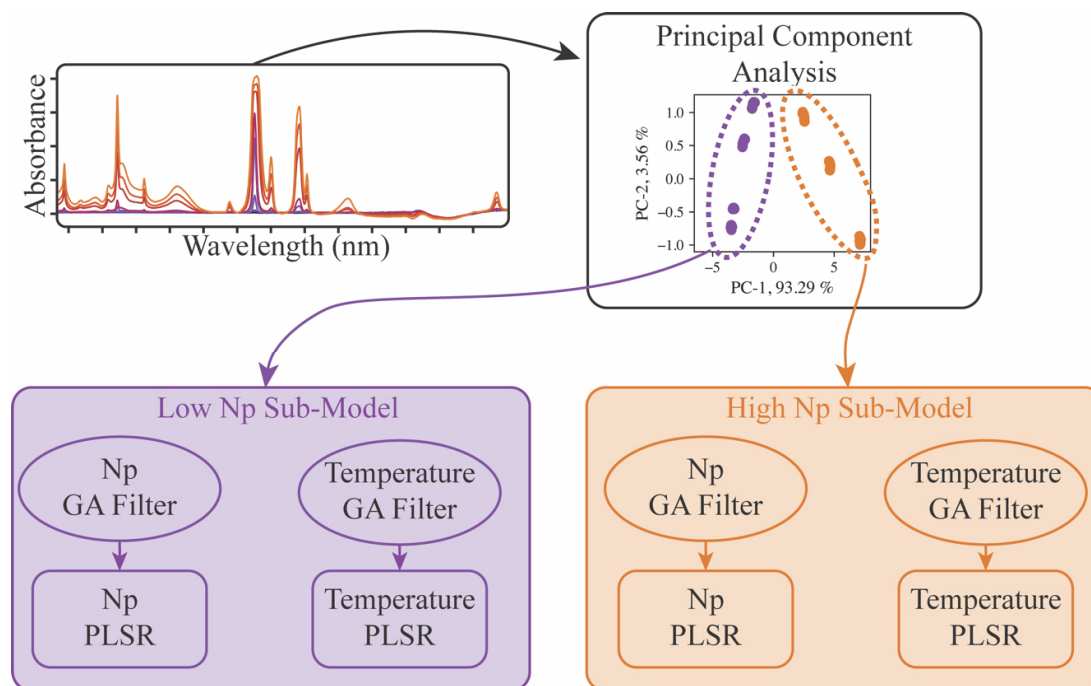 Absorbance
Wavelength (nm)
Principal Component
Analysis
PC-2, 3.56 %
1.0
0.5
0.0
−0.5
−1.0
−5
0
5
PC-1, 93.29 %
Low Np Sub-Model
Np
GA Filter
Temperature
GA Filter
Np
PLSR
Temperature
PLSR
High Np Sub-Model
Np
GA Filter
Temperature
GA Filter
Np
PLSR
Temperature
PLSR